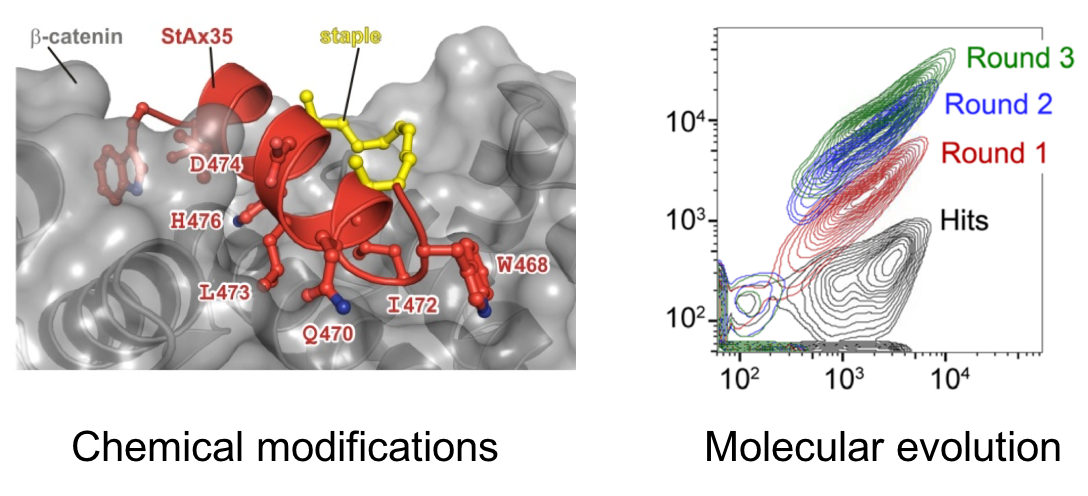 β-catenin
StAx35
staple
D474
H476
L473
Q470
I472
W468
Chemical modifications
Round 3
Round 2
Round 1
Hits
10⁴
10³
10²
10² 10³ 10⁴
Molecular evolution